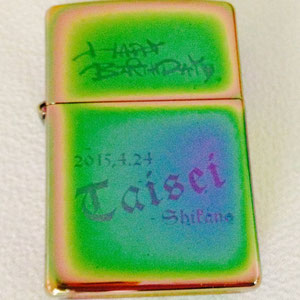 HAPPY
BIRTHDAY
2015,4.24
Taisei
Shikano